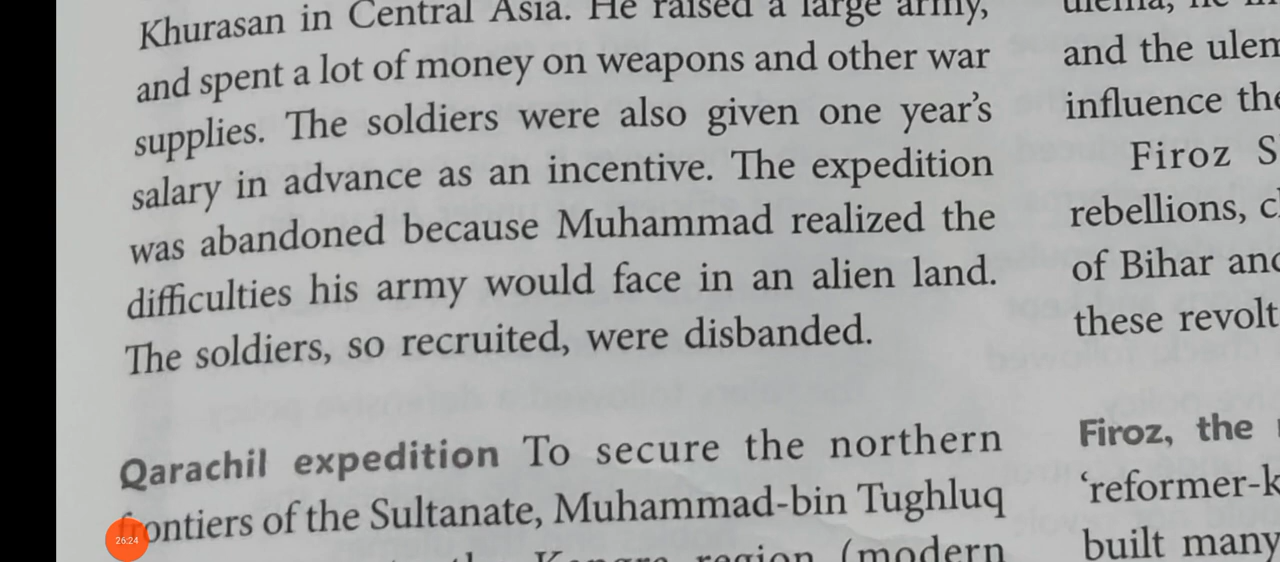 Khurasan in Central Asia. He raised a large army,
and spent a lot of money on weapons and other war
supplies. The soldiers were also given one year's
salary in advance as an incentive. The expedition
was abandoned because Muhammad realized the
difficulties his army would face in an alien land.
The soldiers, so recruited, were disbanded.
Qarachil expedition To secure the northern
frontiers of the Sultanate, Muhammad-bin Tughluq
region (modern
and the ulem
influence the
Firoz S
rebellions, c
of Bihar and
these revolt
Firoz, the
'reformer-k
built many
26:24